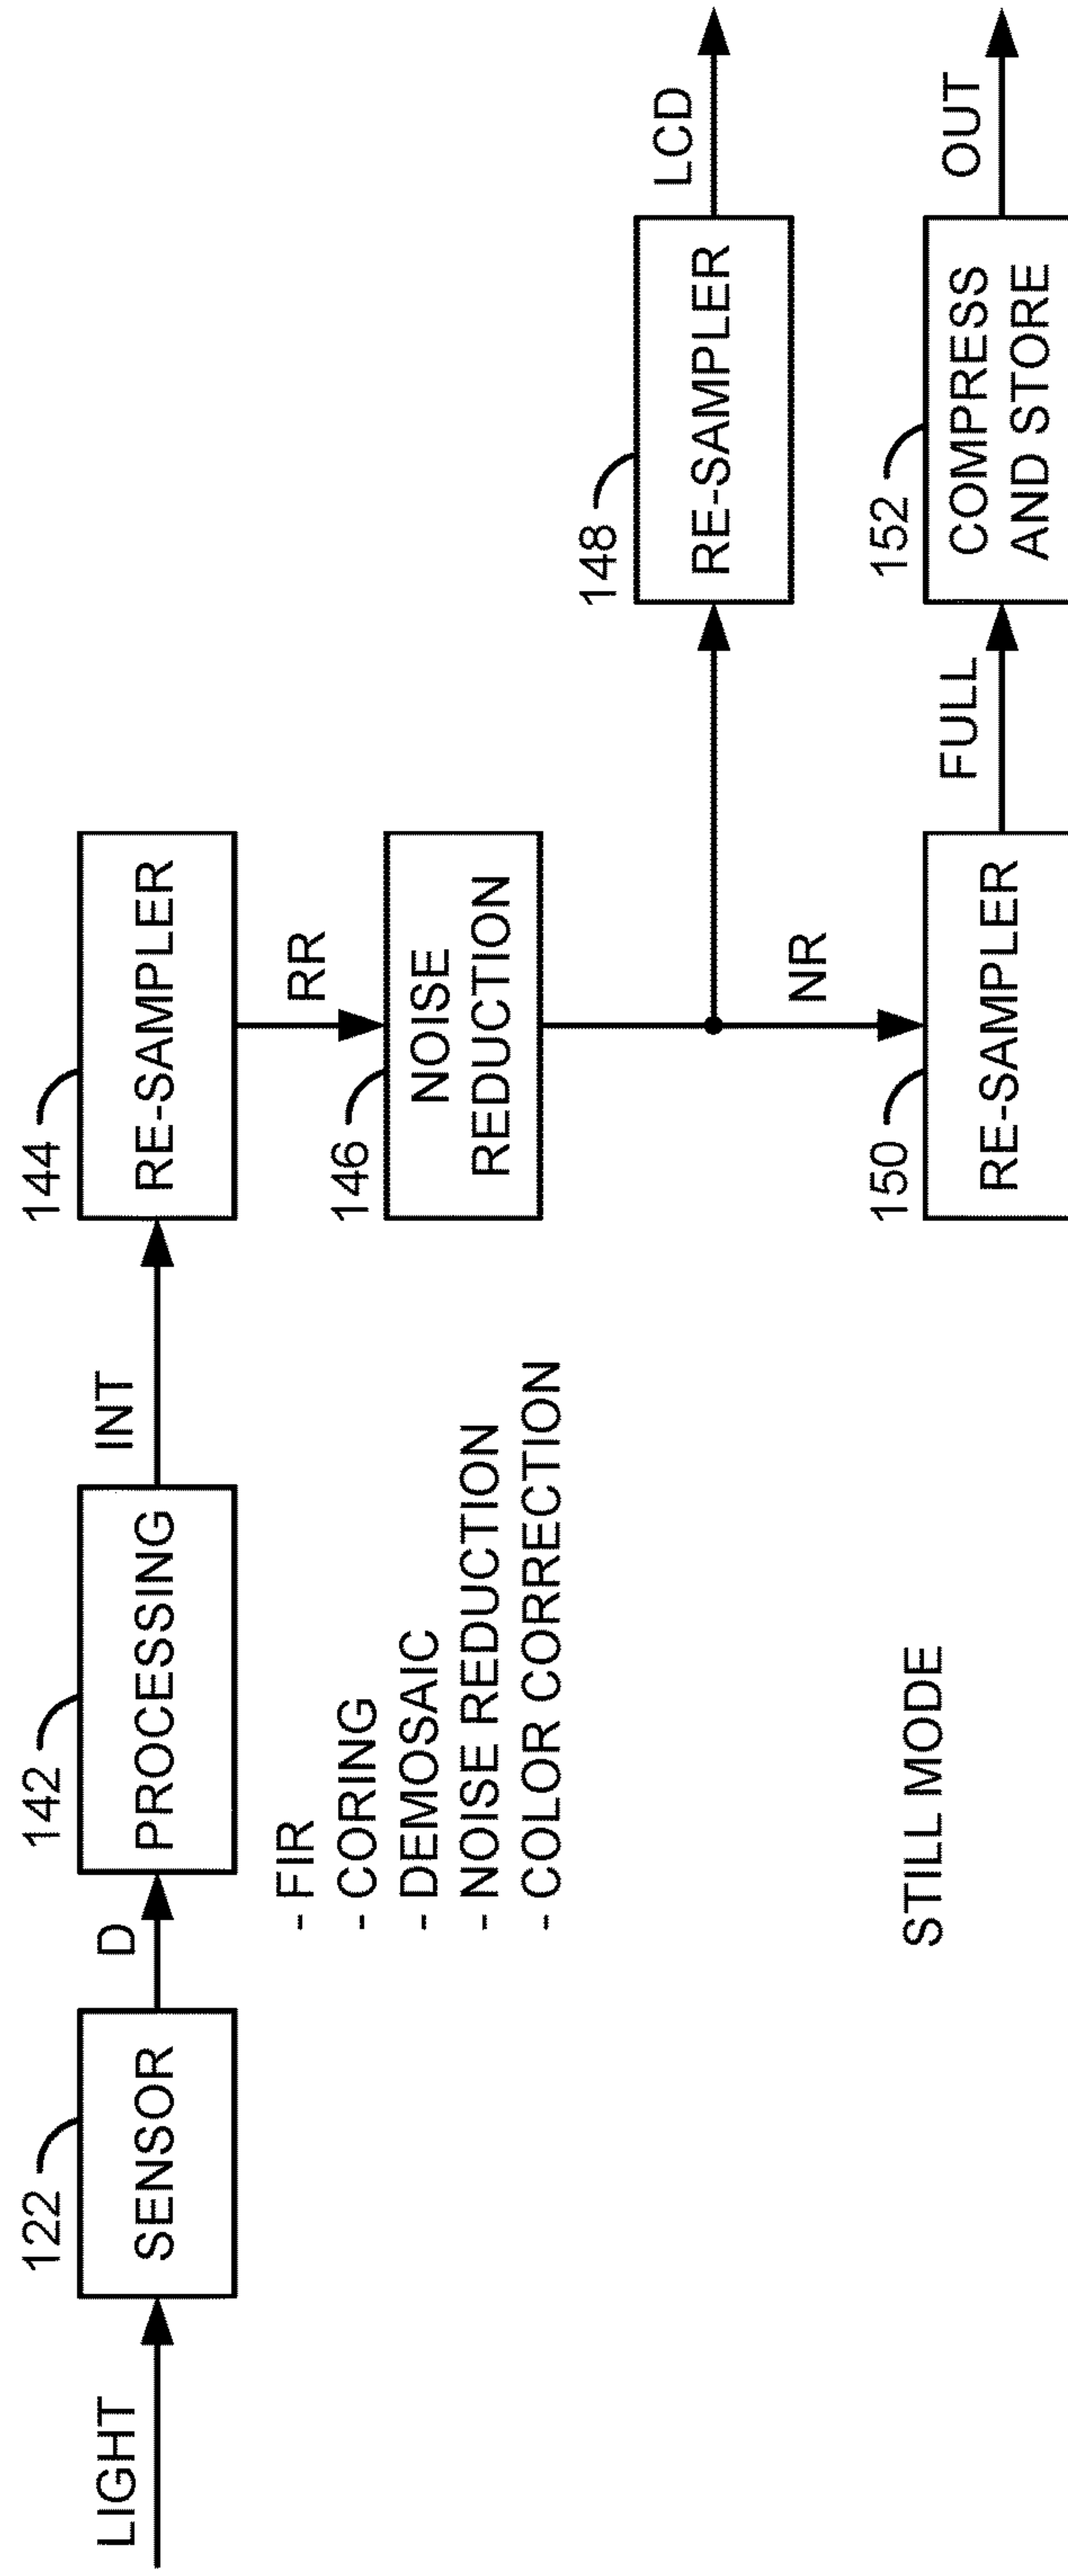 LIGHT
122
SENSOR
D
142
PROCESSING
INT
144
RE-SAMPLER
- FIR
- CORING
- DEMOSAIC
- NOISE REDUCTION
- COLOR CORRECTION
RR
146
NOISE
REDUCTION
148
RE-SAMPLER
LCD
NR
150
RE-SAMPLER
FULL
152
COMPRESS
AND STORE
OUT
STILL MODE